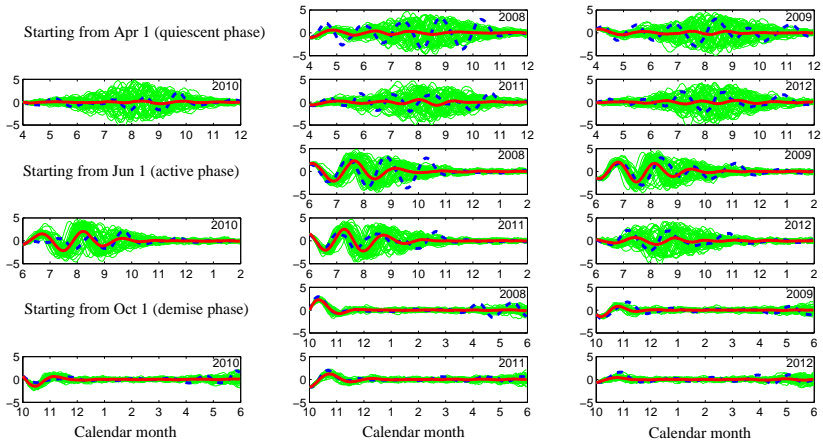 Starting from Apr 1 (quiescent phase)
5
0
−5
4 5 6 7 8 9 10 11 12
2008
5
0
−5
4 5 6 7 8 9 10 11 12
2009
5
0
−5
4 5 6 7 8 9 10 11 12
2010
5
0
−5
4 5 6 7 8 9 10 11 12
2011
5
0
−5
4 5 6 7 8 9 10 11 12
2012
Starting from Jun 1 (active phase)
5
0
−5
6 7 8 9 10 11 12 1 2
2008
5
0
−5
6 7 8 9 10 11 12 1 2
2009
5
0
−5
6 7 8 9 10 11 12 1 2
2010
5
0
−5
6 7 8 9 10 11 12 1 2
2011
5
0
−5
6 7 8 9 10 11 12 1 2
2012
Starting from Oct 1 (demise phase)
5
0
−5
10 11 12 1 2 3 4 5 6
2008
5
0
−5
10 11 12 1 2 3 4 5 6
2009
5
0
−5
10 11 12 1 2 3 4 5 6
2010
5
0
−5
10 11 12 1 2 3 4 5 6
2011
5
0
−5
10 11 12 1 2 3 4 5 6
2012
Calendar month
Calendar month
Calendar month